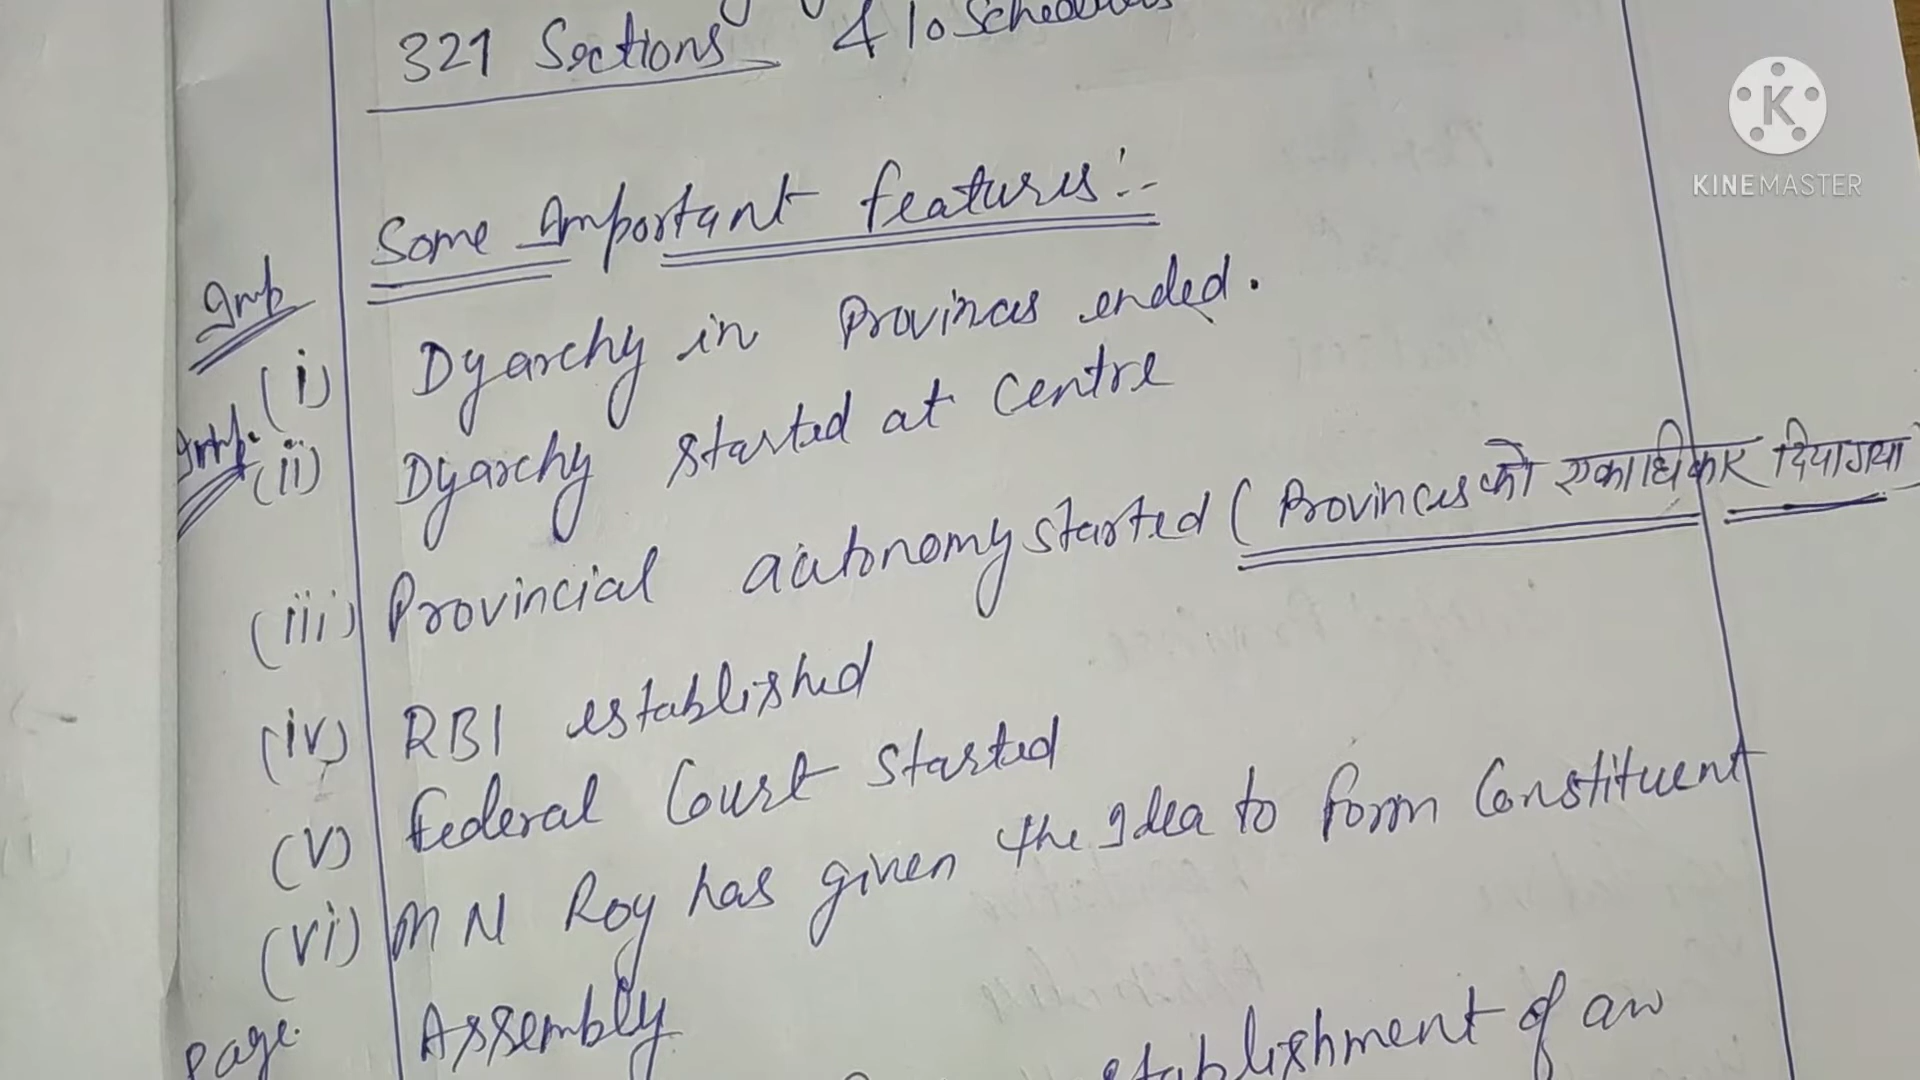 321 Sections & 10 Schedules
Some Important features:-
Imp
(i) Dyarchy in Provinces ended.
Imp.
(ii) Dyarchy started at Centre
(iii) Provincial autonomy started (Provinces को एकाधिकार दिया गया)
(iv) RBI established
(v) Federal Court started
(vi) M N Roy has given the Idea to form Constituent
Assembly
Page.
establishment of an
K
KINEMASTER